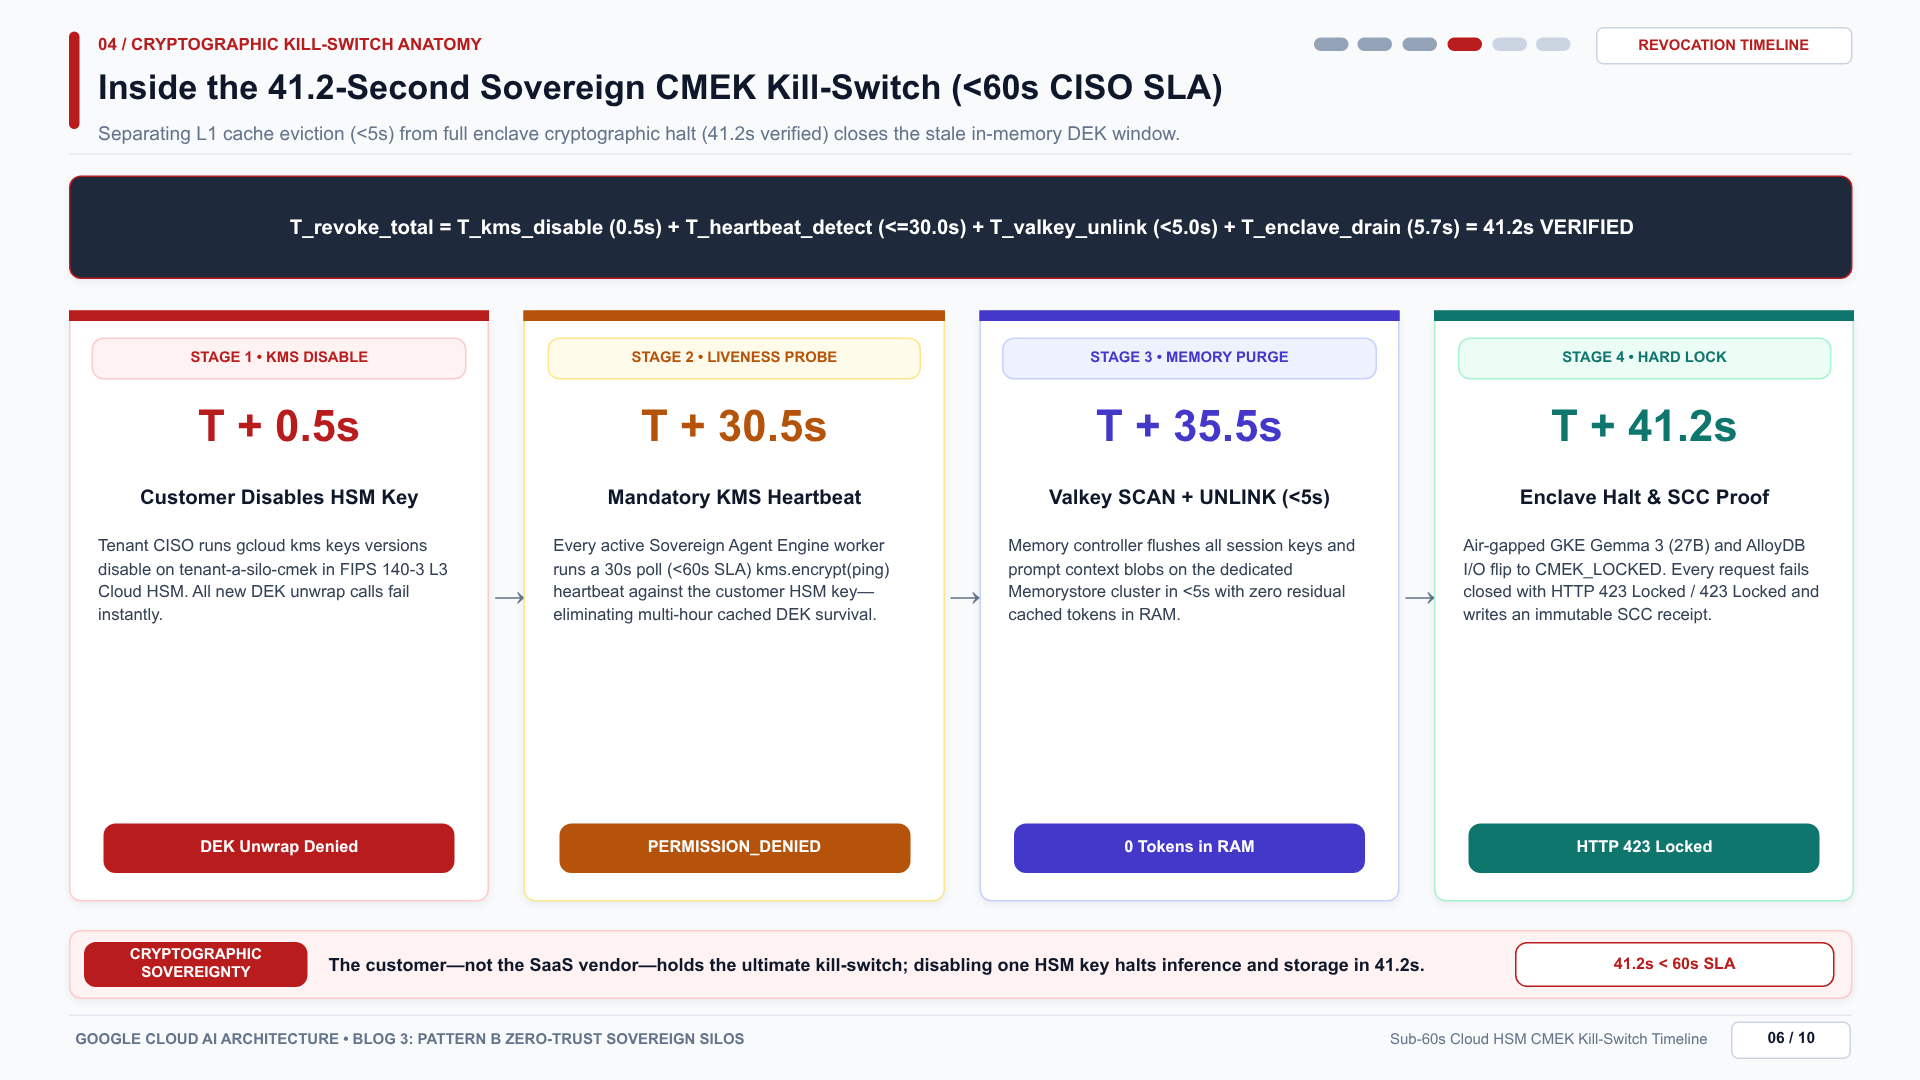 04 / CRYPTOGRAPHIC KILL-SWITCH ANATOMY
REVOCATION TIMELINE
Inside the 41.2-Second Sovereign CMEK Kill-Switch (<60s CISO SLA)
Separating L1 cache eviction (<5s) from full enclave cryptographic halt (41.2s verified) closes the stale in-memory DEK window.
T_revoke_total = T_kms_disable (0.5s) + T_heartbeat_detect (<=30.0s) + T_valkey_unlink (<5.0s) + T_enclave_drain (5.7s) = 41.2s VERIFIED
STAGE 1 • KMS DISABLE
T + 0.5s
Customer Disables HSM Key
Tenant CISO runs gcloud kms keys versions
disable on tenant-a-silo-cmek in FIPS 140-3 L3
Cloud HSM. All new DEK unwrap calls fail
instantly.
DEK Unwrap Denied
→
STAGE 2 • LIVENESS PROBE
T + 30.5s
Mandatory KMS Heartbeat
Every active Sovereign Agent Engine worker
runs a 30s poll (<60s SLA) kms.encrypt(ping)
heartbeat against the customer HSM key—
eliminating multi-hour cached DEK survival.
PERMISSION_DENIED
→
STAGE 3 • MEMORY PURGE
T + 35.5s
Valkey SCAN + UNLINK (<5s)
Memory controller flushes all session keys and
prompt context blobs on the dedicated
Memorystore cluster in <5s with zero residual
cached tokens in RAM.
0 Tokens in RAM
→
STAGE 4 • HARD LOCK
T + 41.2s
Enclave Halt & SCC Proof
Air-gapped GKE Gemma 3 (27B) and AlloyDB
I/O flip to CMEK_LOCKED. Every request fails
closed with HTTP 423 Locked / 423 Locked and
writes an immutable SCC receipt.
HTTP 423 Locked
CRYPTOGRAPHIC
SOVEREIGNTY
The customer—not the SaaS vendor—holds the ultimate kill-switch; disabling one HSM key halts inference and storage in 41.2s.
41.2s < 60s SLA
GOOGLE CLOUD AI ARCHITECTURE • BLOG 3: PATTERN B ZERO-TRUST SOVEREIGN SILOS
Sub-60s Cloud HSM CMEK Kill-Switch Timeline
06 / 10